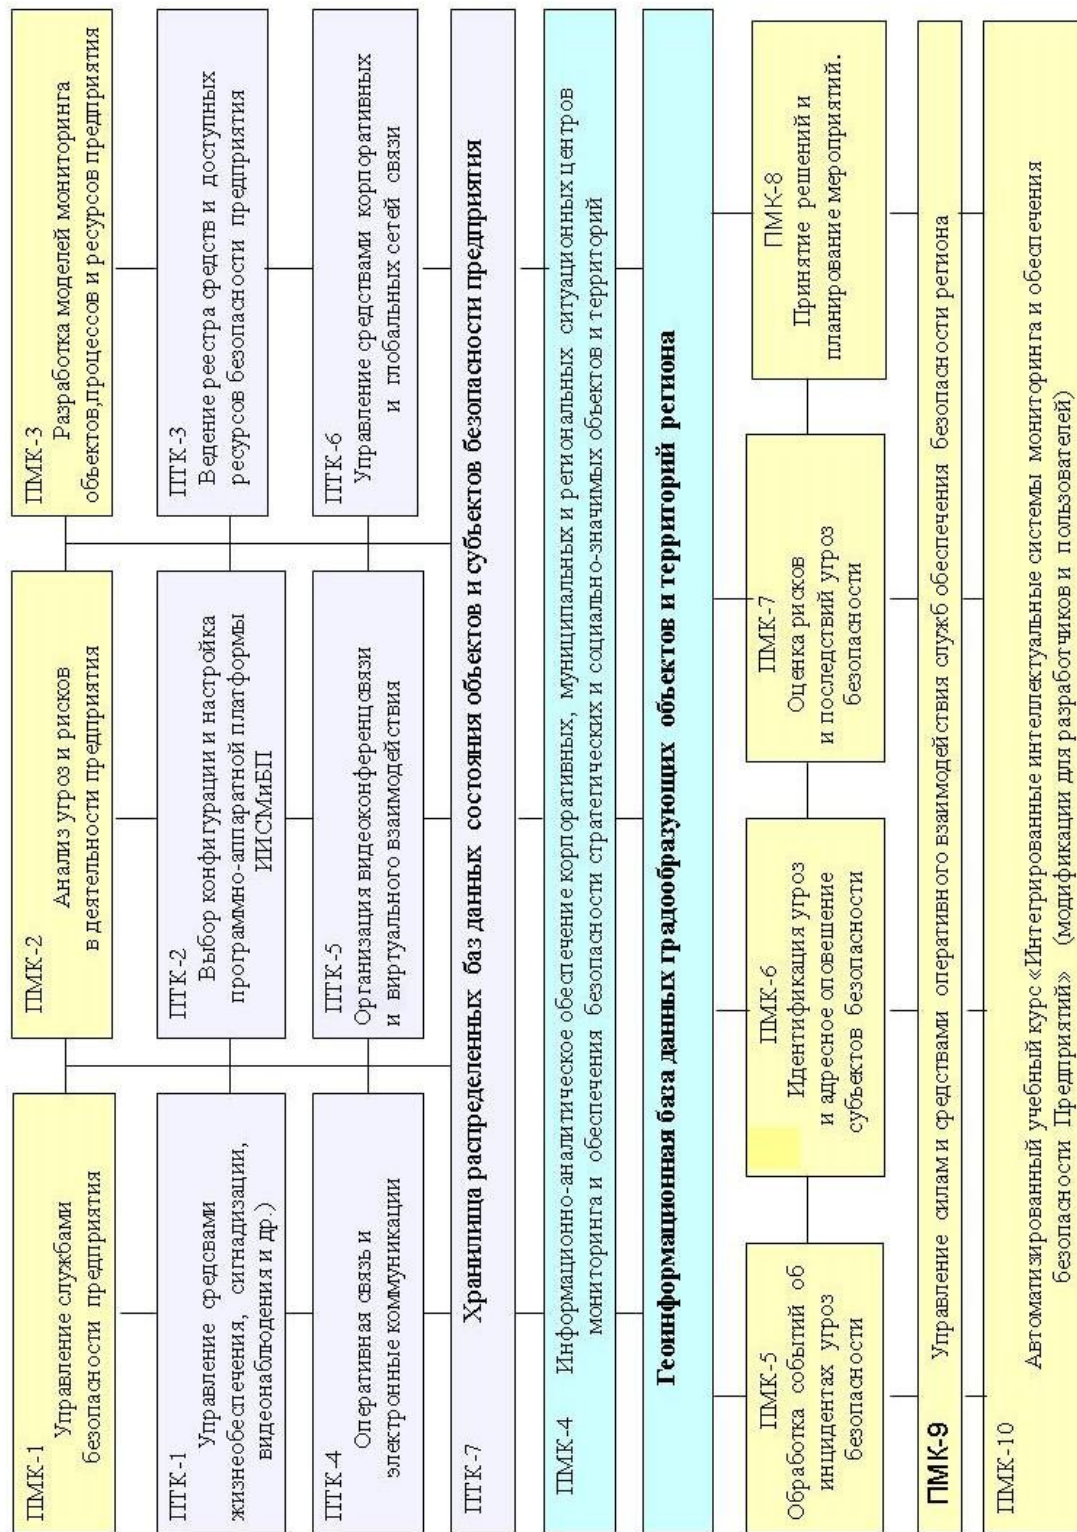 ПМК-1
Управление службами
безопасности предприятия
ПМК-2
Анализ угроз и рисков
в деятельности предприятия
ПМК-3
Разработка моделей мониторинга
объектов,процессов и ресурсов предприятия
ПТК-1
Управление средсвами
жизнеобеспечения, сигнадизации,
видеонаблюдения и др.)
ПТК-2
Выбор конфигурации и настройка
программно-аппаратной платформы
ИИСМиБП
ПТК-3
Ведение реестра средств и доступных
ресурсов безопасности предприятия
ПТК-4
Оперативная связь и
электронные коммуникации
ПТК-5
Организация видеоконференцсвязи
и виртуального взаимодействия
ПТК-6
Управление средствами корпоративных
и глобальных сетей связи
ПТК-7 Хранилища распределенных баз данных состояния объектов и субъектов безопасности предприятия
ПМК-4 Информационно-аналитическое обеспечение корпоративных, муниципальных и региональных ситуационных центров
мониторинга и обеспечения безопасности стратегических и социально-значимых объектов и территорий
Геоинформационная база данных градообразующих объектов и территорий региона
ПМК-5
Обработка событий об
инцидентах угроз
безопасности
ПМК-6
Идентификация угроз
и адресное оповещение
субъектов безопасности
ПМК-7
Оценка рисков
и последствий угроз
безопасности
ПМК-8
Принятие решений и
планирование мероприятий.
ПМК-9 Управление силам и средствами оперативного взаимодействия служб обеспечения безопасности региона
ПМК-10
Автоматизированный учебный курс «Интегрированные интеллектуальные системы мониторинга и обеспечения
безопасности Предприятий» (модификации для разработчиков и пользователей)